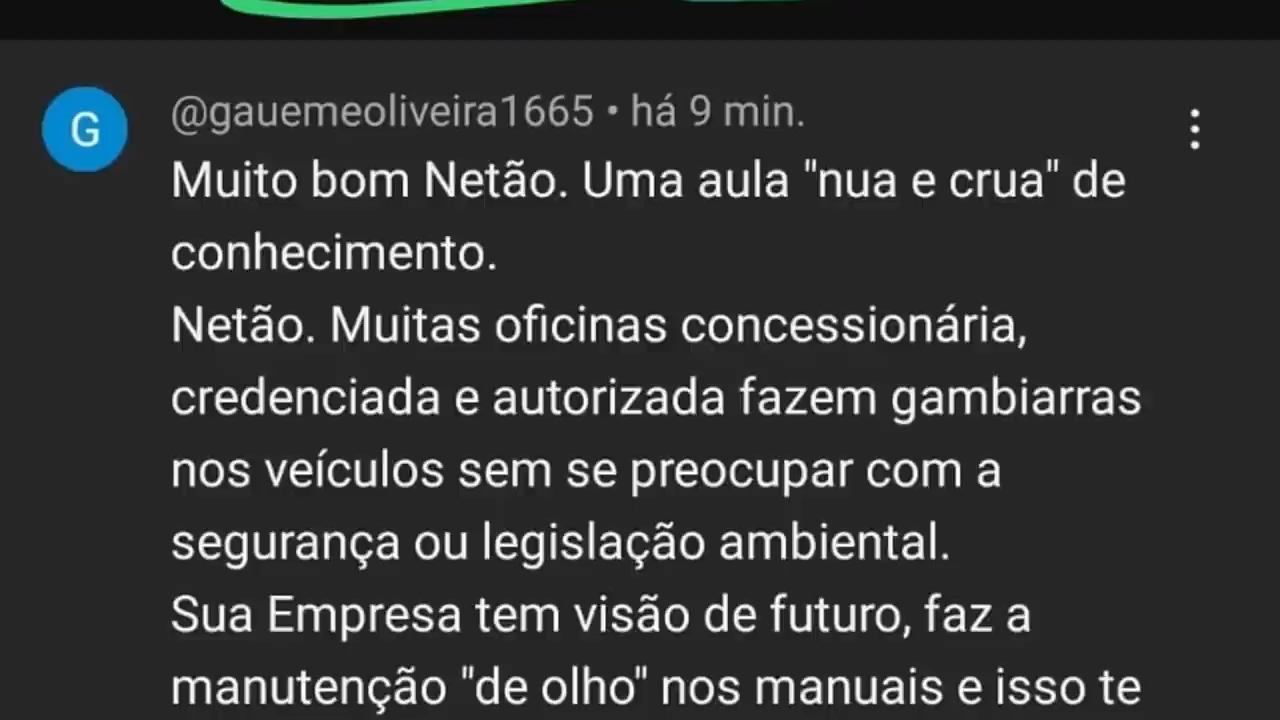 G
@gauemeoliveira1665 • há 9 min.
Muito bom Netão. Uma aula "nua e crua" de
conhecimento.
Netão. Muitas oficinas concessionária,
credenciada e autorizada fazem gambiarras
nos veículos sem se preocupar com a
segurança ou legislação ambiental.
Sua Empresa tem visão de futuro, faz a
manutenção "de olho" nos manuais e isso te